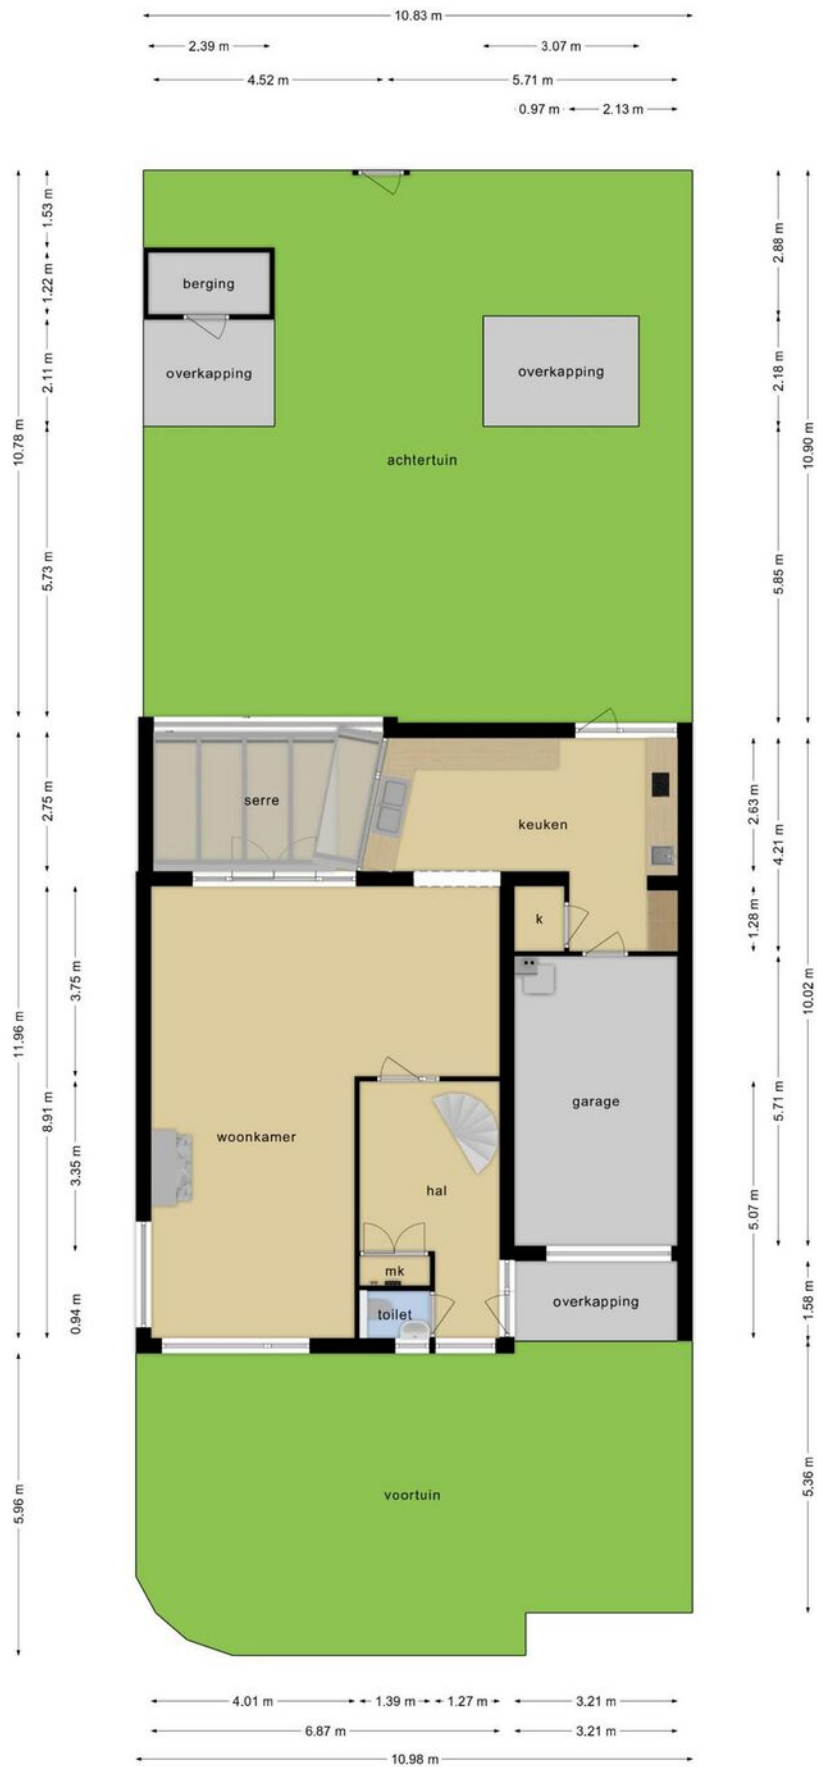 10.83 m
2.39 m
3.07 m
4.52 m
5.71 m
0.97 m
2.13 m
1.53 m
1.22 m
2.11 m
10.78 m
5.73 m
2.88 m
2.18 m
10.90 m
5.85 m
berging
overkapping
overkapping
achtertuin
serre
keuken
k
2.75 m
2.63 m
4.21 m
1.28 m
3.75 m
11.96 m
8.91 m
3.35 m
0.94 m
10.02 m
5.71 m
5.07 m
1.58 m
woonkamer
garage
hal
mk
toilet
overkapping
voortuin
5.96 m
5.36 m
4.01 m
1.39 m
1.27 m
3.21 m
6.87 m
3.21 m
10.98 m